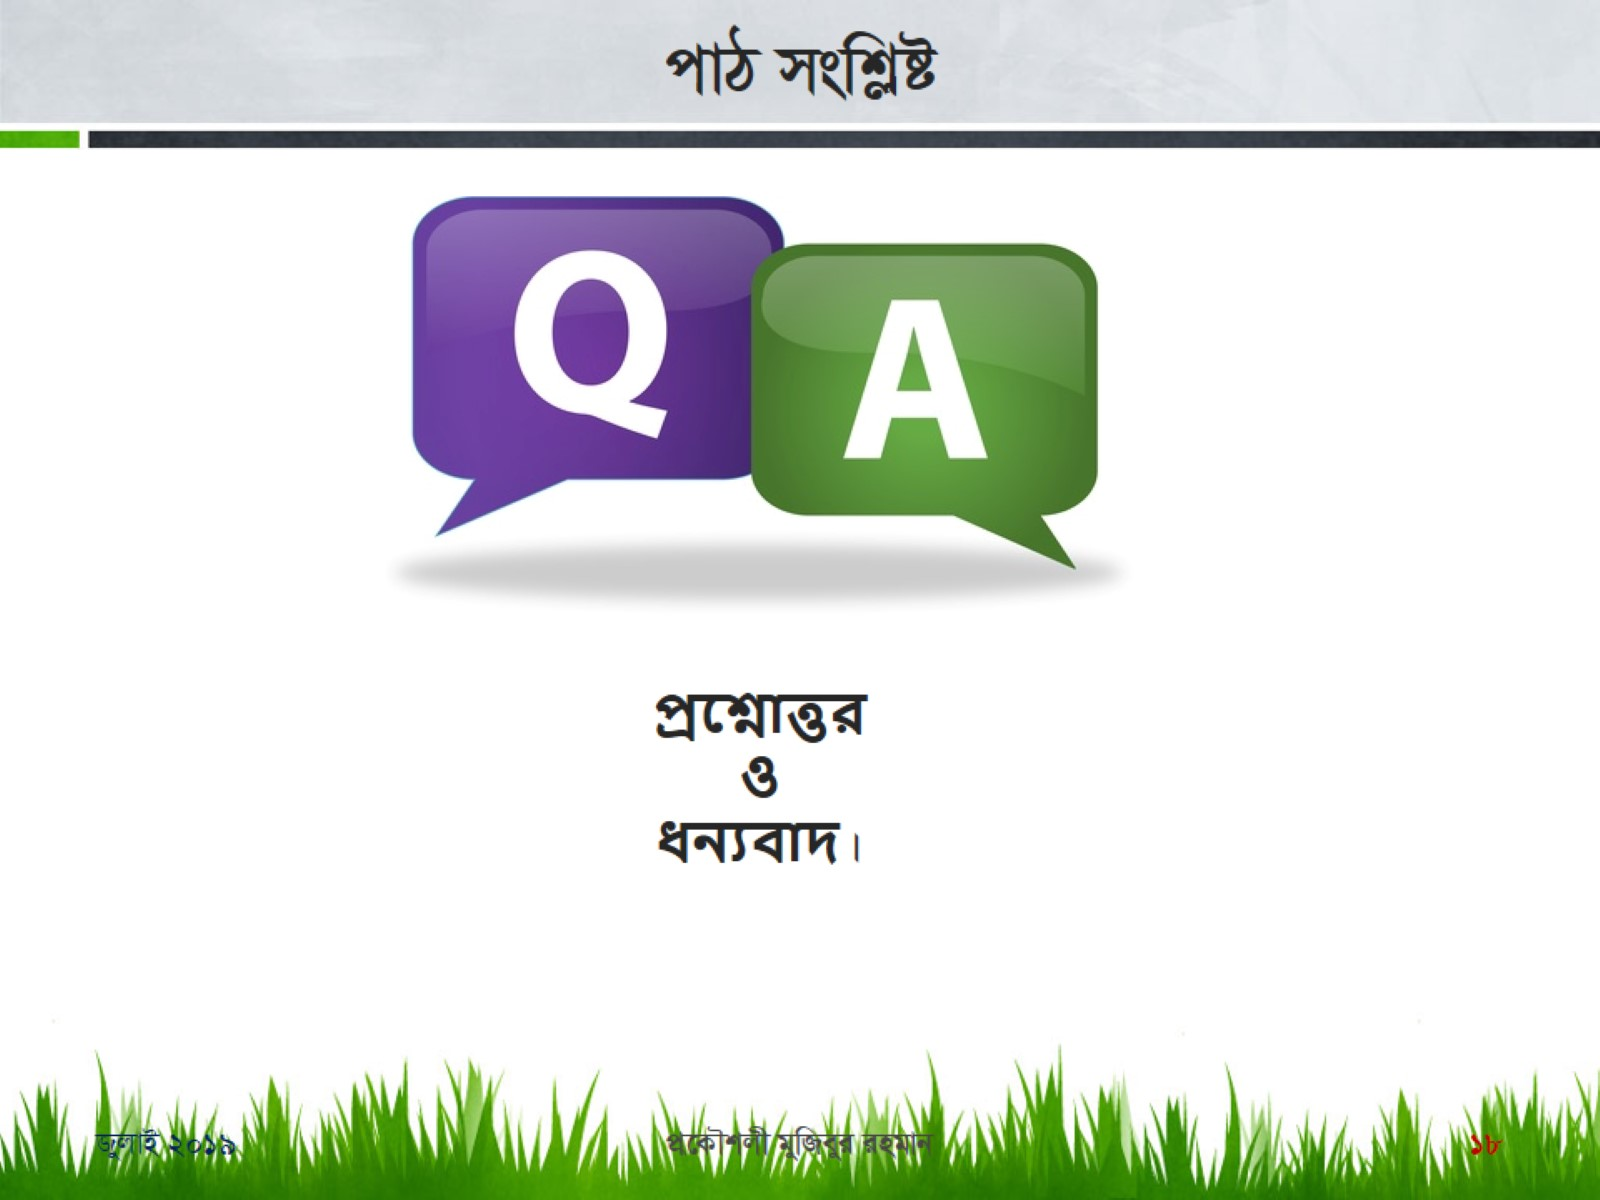 পাঠ সংশ্লিষ্ট
Q A
প্রশ্নোত্তর
ও
ধন্যবাদ।
জুলাই ২০১৯ প্রকৌশলী মুজিবুর রহমান ১৮